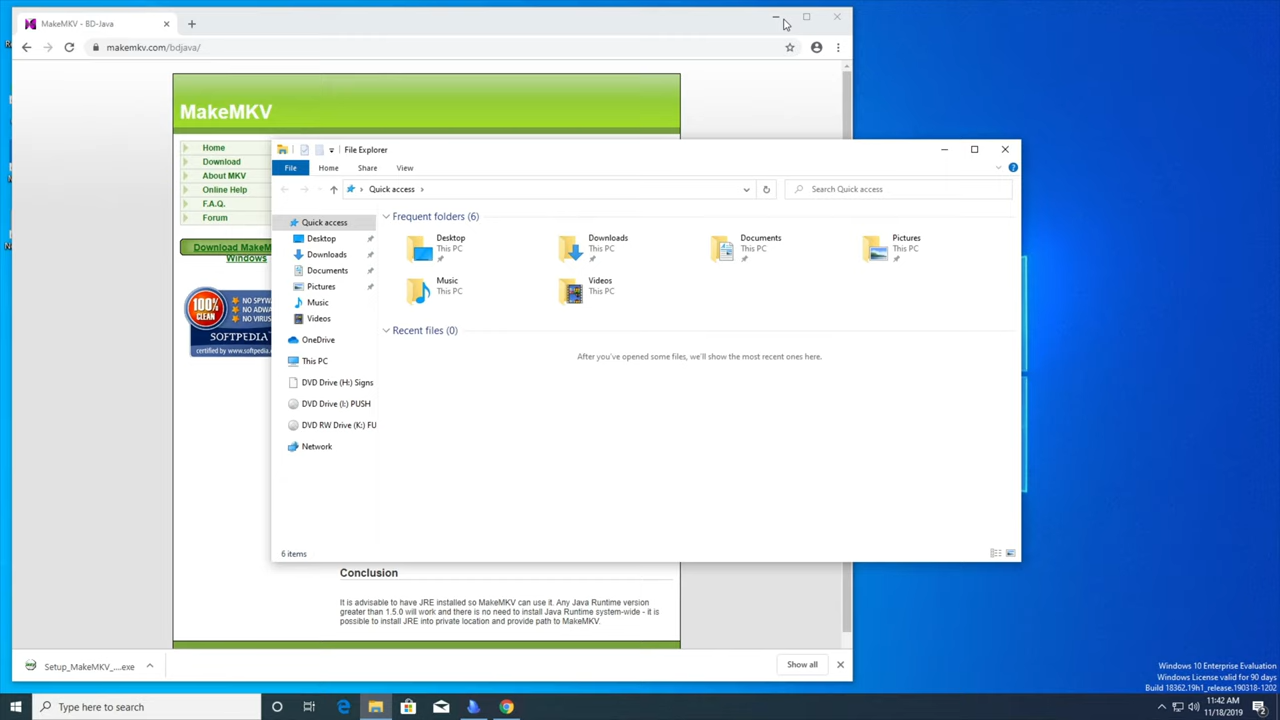 MakeMKV - BD-Java
makemkv.com/bdjava/
MakeMKV
Home
Download
About MKV
Online Help
F.A.Q.
Forum
Download MakeM
Windows
100%
CLEAN
NO SPYW
NO ADWA
NO VIRUS
SOFTPEDIA
certified by www.softpedia
File Explorer
File Home Share View
Quick access
Search Quick access
Quick access
Desktop
Downloads
Documents
Pictures
Music
Videos
OneDrive
This PC
DVD Drive (H:) Signs
DVD Drive (I:) PUSH
DVD RW Drive (K:) FU
Network
Frequent folders (6)
Desktop
This PC
Downloads
This PC
Documents
This PC
Pictures
This PC
Music
This PC
Videos
This PC
Recent files (0)
After you've opened some files, we'll show the most recent ones here.
6 items
Conclusion
It is advisable to have JRE installed so MakeMKV can use it. Any Java Runtime version
greater than 1.5.0 will work and there is no need to install Java Runtime system-wide - it is
possible to install JRE into private location and provide path to MakeMKV.
Setup_MakeMKV_....exe
Show all
Windows 10 Enterprise Evaluation
Windows License valid for 90 days
Build 18362.19h1_release.190318-1202
Type here to search
11:42 AM
11/18/2019
2